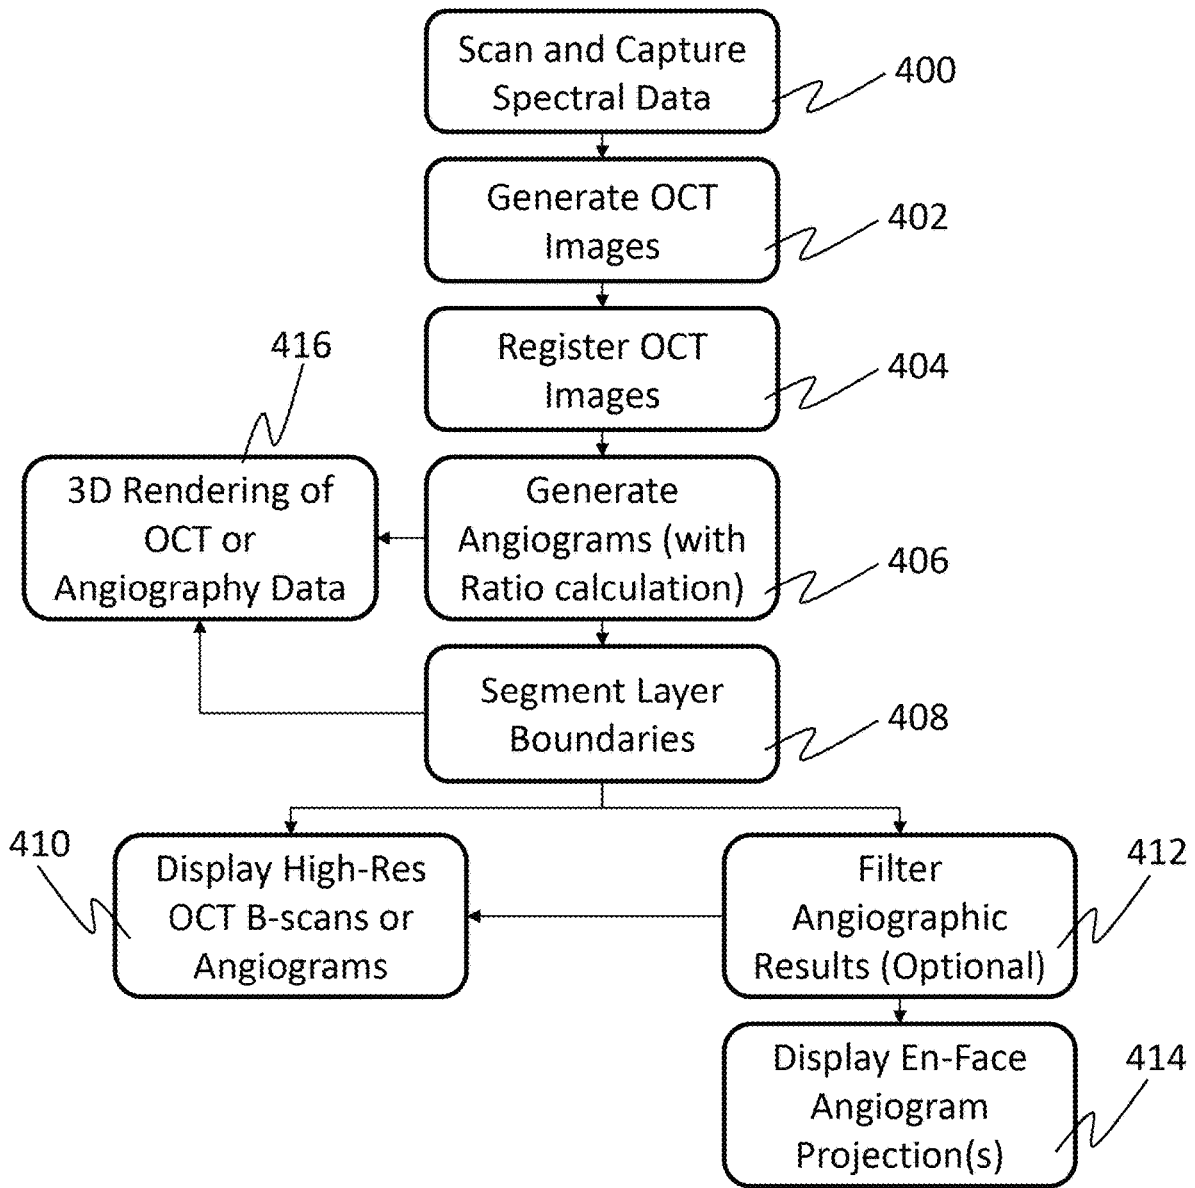 Scan and Capture
Spectral Data
400
Generate OCT
Images
402
Register OCT
Images
404
416
3D Rendering of
OCT or
Angiography Data
Generate
Angiograms (with
Ratio calculation)
406
Segment Layer
Boundaries
408
410
Display High-Res
OCT B-scans or
Angiograms
Filter
Angiographic
Results (Optional)
412
Display En-Face
Angiogram
Projection(s)
414